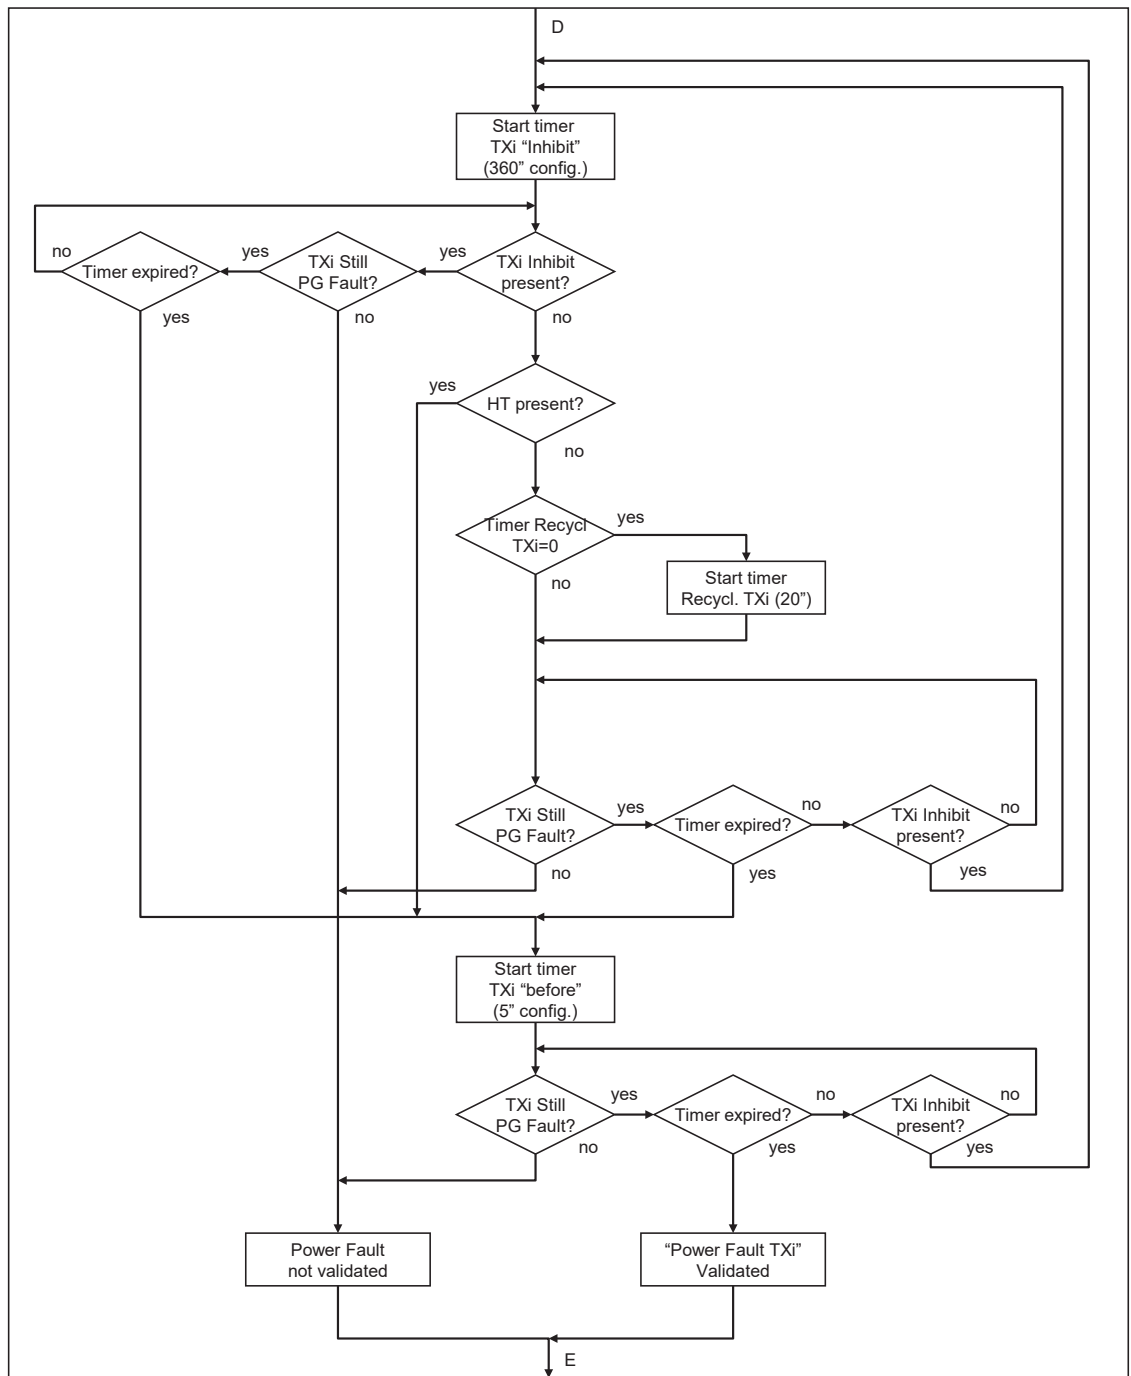 D
Start timer
TXi “Inhibit”
(360” config.)
no
Timer expired?
yes
yes
TXi Still
PG Fault?
no
yes
TXi Inhibit
present?
no
yes
HT present?
no
Timer Recycl
TXi=0
yes
no
Start timer
Recycl. TXi (20”)
TXi Still
PG Fault?
yes
no
Timer expired?
no
yes
TXi Inhibit
present?
no
yes
Start timer
TXi “before”
(5” config.)
TXi Still
PG Fault?
yes
no
Timer expired?
no
yes
TXi Inhibit
present?
no
yes
Power Fault
not validated
“Power Fault TXi”
Validated
E